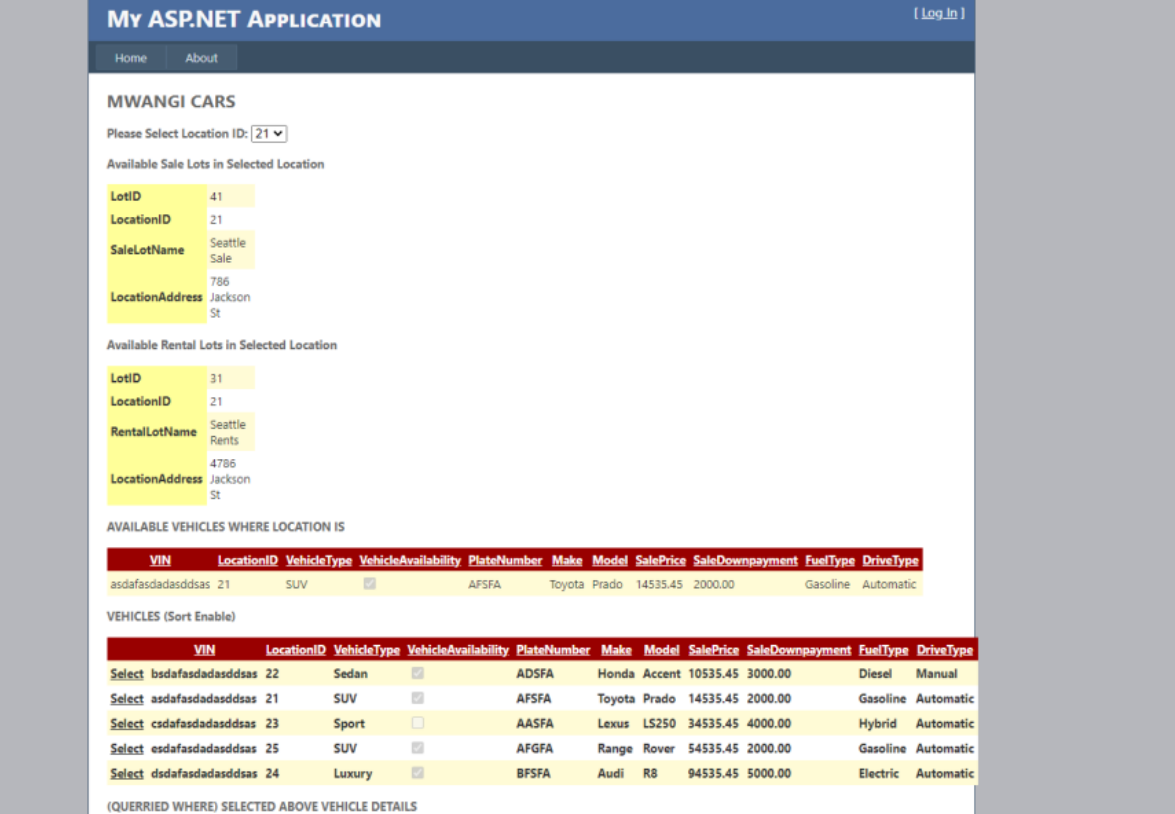 MY ASP.NET APPLICATION
[ Log In ]
Home About
MWANGI CARS
Please Select Location ID: 21
Available Sale Lots in Selected Location
LotID 41
LocationID 21
SaleLotName Seattle Sale
LocationAddress 786 Jackson St
Available Rental Lots in Selected Location
LotID 31
LocationID 21
RentalLotName Seattle Rents
LocationAddress 4786 Jackson St
AVAILABLE VEHICLES WHERE LOCATION IS
VIN LocationID VehicleType VehicleAvailability PlateNumber Make Model SalePrice SaleDownpayment FuelType DriveType
asdafasdadasddsas 21 SUV AFSFA Toyota Prado 14535.45 2000.00 Gasoline Automatic
VEHICLES (Sort Enable)
VIN LocationID VehicleType VehicleAvailability PlateNumber Make Model SalePrice SaleDownpayment FuelType DriveType
Select bsdafasdadasddsas 22 Sedan ADSFA Honda Accent 10535.45 3000.00 Diesel Manual
Select asdafasdadasddsas 21 SUV AFSFA Toyota Prado 14535.45 2000.00 Gasoline Automatic
Select csdafasdadasddsas 23 Sport AASFA Lexus LS250 34535.45 4000.00 Hybrid Automatic
Select esdafasdadasddsas 25 SUV AFGFA Range Rover 54535.45 2000.00 Gasoline Automatic
Select dsdafasdadasddsas 24 Luxury BFSFA Audi R8 94535.45 5000.00 Electric Automatic
(QUERRIED WHERE) SELECTED ABOVE VEHICLE DETAILS